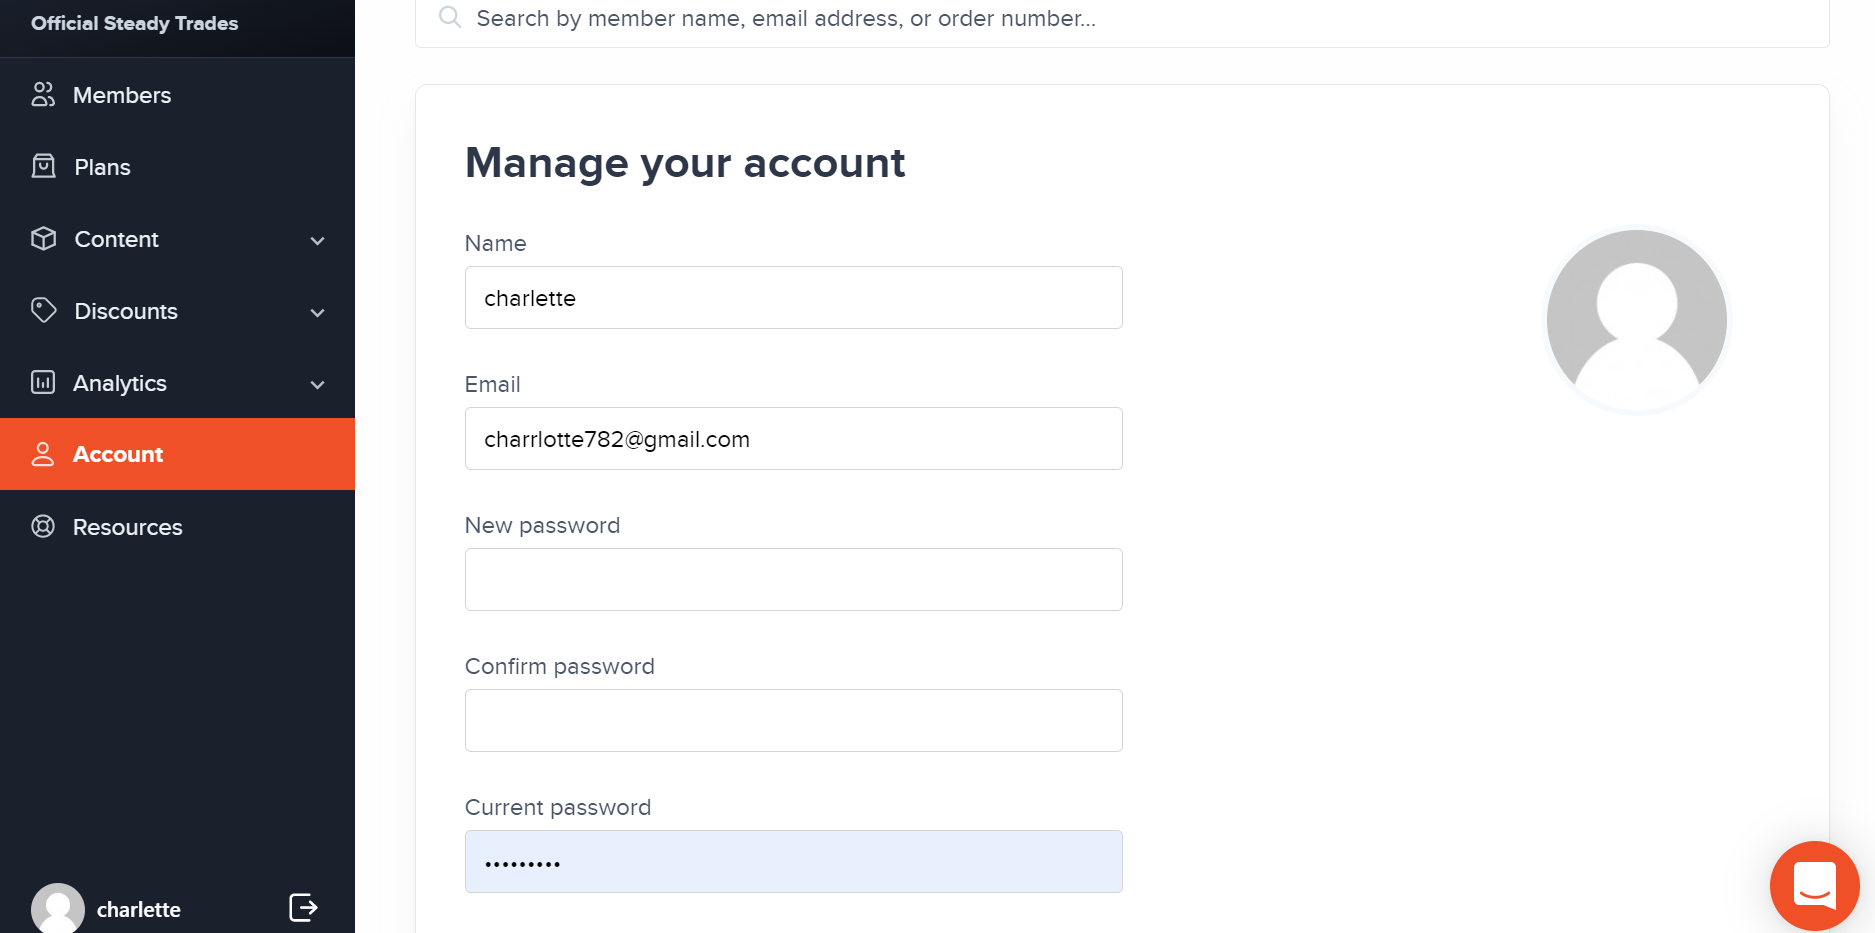 Official Steady Trades
Search by member name, email address, or order number...
Members
Plans
Content
Discounts
Analytics
Account
Resources
charlette
Manage your account
Name
charlette
Email
charrlotte782@gmail.com
New password
Confirm password
Current password
•••••••••